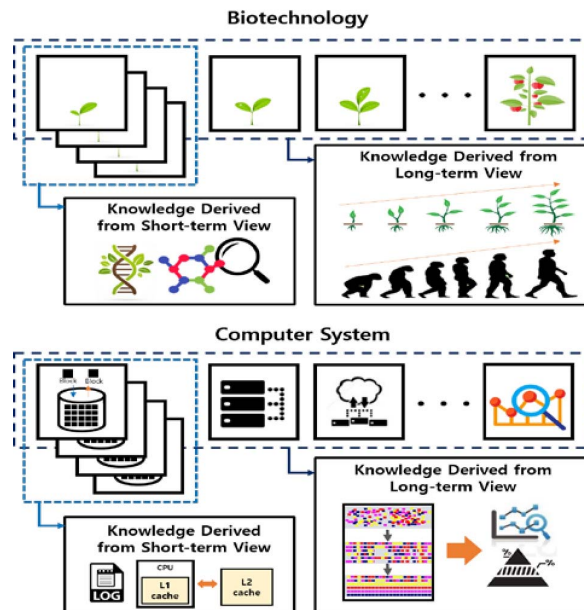 Biotechnology
Knowledge Derived from
Long-term View
Knowledge Derived
from Short-term View
Computer System
Block Block
Knowledge Derived from
Long-term View
Knowledge Derived
from Short-term View
CPU
L1
cache
L2
cache
LOG